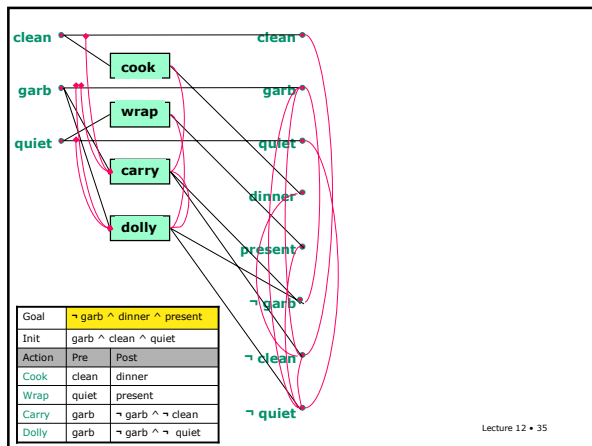 clean clean
cook
garb garb
wrap
quiet quiet
carry
dinner
dolly
present
¬ garb
¬ clean
¬ quiet
Goal ¬ garb ^ dinner ^ present
Init garb ^ clean ^ quiet
Action Pre Post
Cook clean dinner
Wrap quiet present
Carry garb ¬ garb ^ ¬ clean
Dolly garb ¬ garb ^ ¬ quiet
Lecture 12 • 35